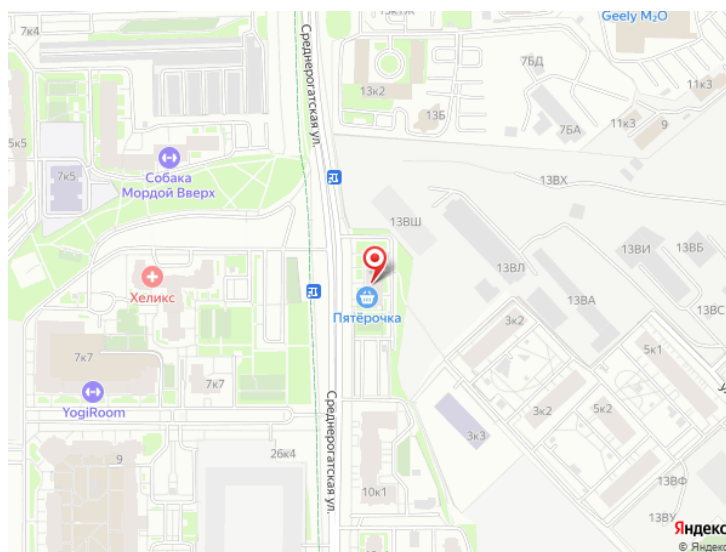 Geely M₂O
7к4
13к2
7БД
11к3
13Б
11к3
9
7БА
Среднерогатская ул.
5к5
7к5
Собака
Мордой Вверх
13ВХ
13ВШ
13ВИ
13ВБ
13ВЛ
Хеликс
13ВА
13ВС
Пятёрочка
3к2
5к1
7к7
7к7
YogiRoom
3к2
5к2
Среднерогатская ул.
3к3
9
26к4
10к1
13ВФ
13ВУ
Яндекс
© Яндекс